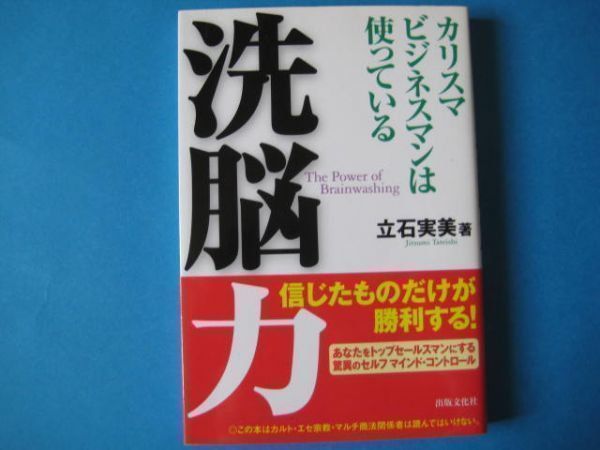 カリスマ
ビジネスマンは
使っている
洗脳力
The Power of
Brainwashing
立石実美 著
Jitsumi Tateishi
信じたものだけが
勝利する!
あなたをトップセールスマンにする
驚異のセルフ マインド・コントロール
出版文化社
◎この本はカルト・エセ宗教・マルチ商法関係者は読んではいけない。